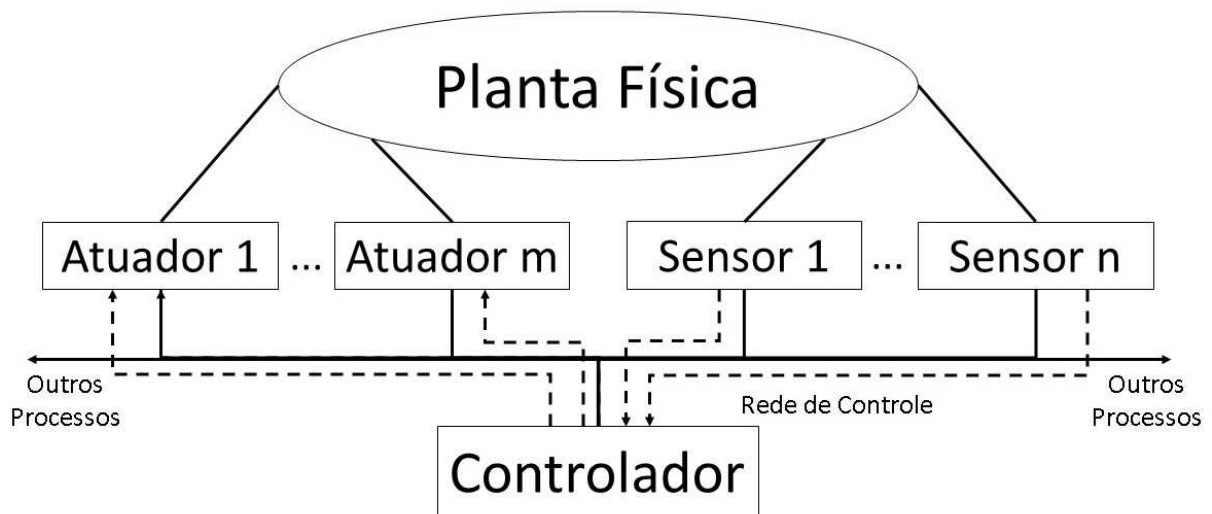 Planta Física
Atuador 1 ... Atuador m Sensor 1 ... Sensor n
Outros
Processos
Rede de Controle
Outros
Processos
Controlador